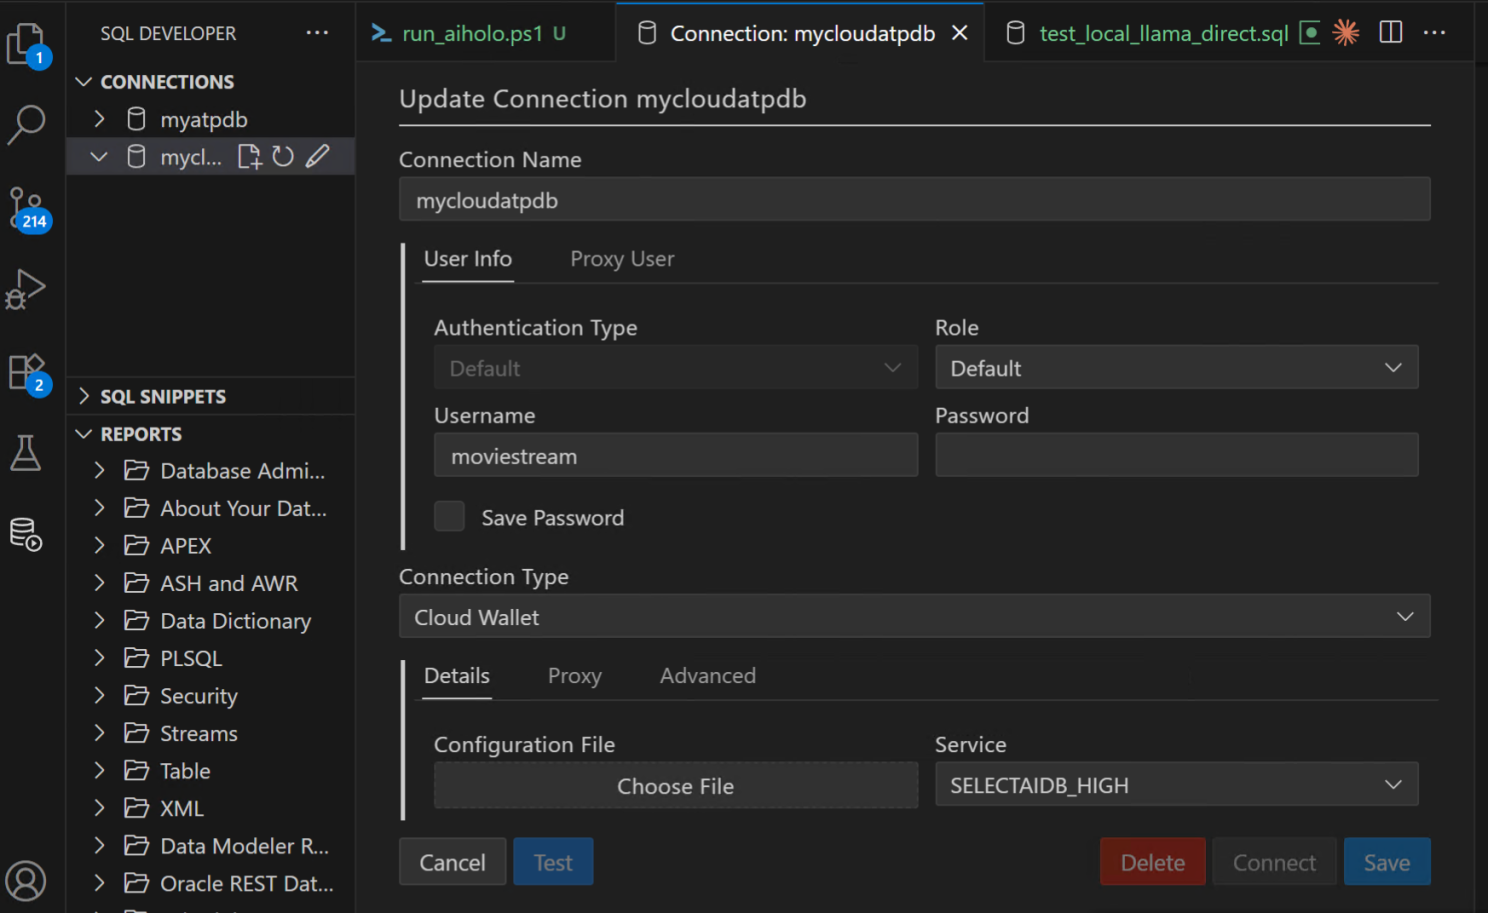 SQL DEVELOPER
run_aiholo.ps1 U
Connection: mycloudatpdb
test_local_llama_direct.sql
1
CONNECTIONS
myatpdb
mycl...
214
2
SQL SNIPPETS
REPORTS
Database Admi...
About Your Dat...
APEX
ASH and AWR
Data Dictionary
PLSQL
Security
Streams
Table
XML
Data Modeler R...
Oracle REST Dat...
Update Connection mycloudatpdb
Connection Name
mycloudatpdb
User Info Proxy User
Authentication Type Role
Default Default
Username Password
moviestream
Save Password
Connection Type
Cloud Wallet
Details Proxy Advanced
Configuration File Service
Choose File SELECTAIDB_HIGH
Cancel Test Delete Connect Save